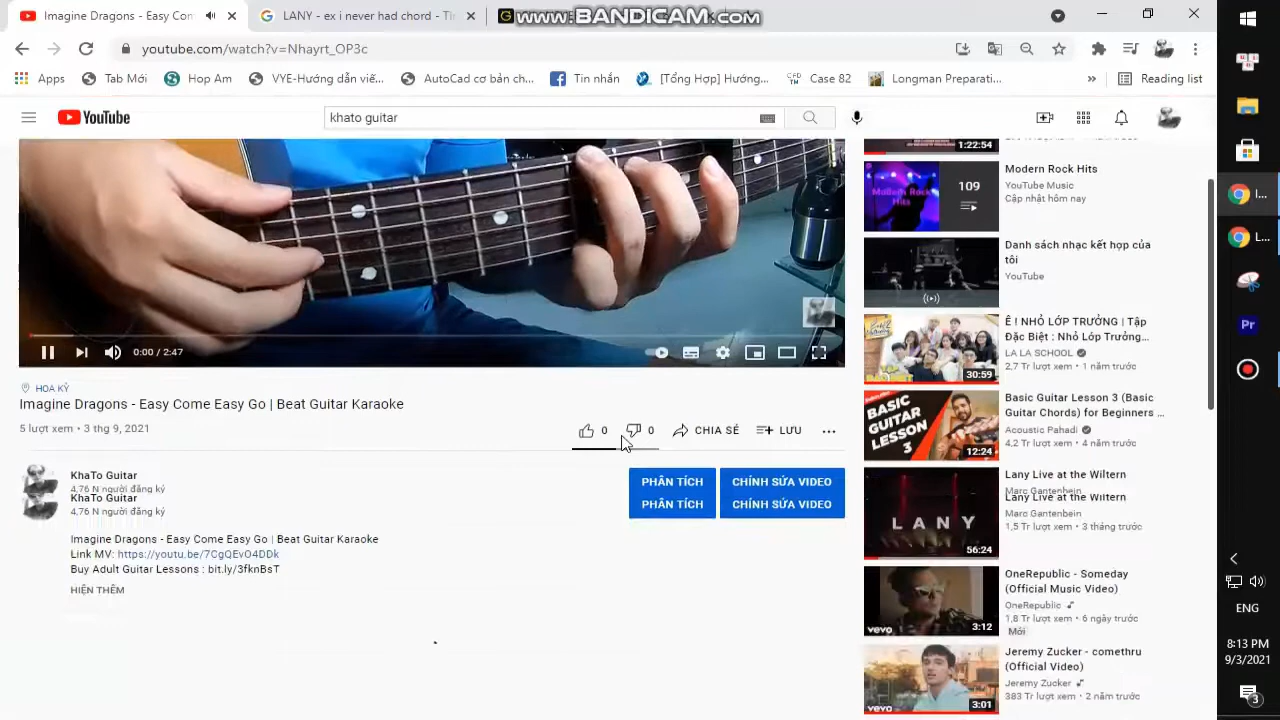 Imagine Dragons - Easy Con
LANY - ex i never had chord - Th
www.BANDICAM.com
youtube.com/watch?v=Nhayrt_OP3c
Apps
Tab Mới
Hop Am
VYE-Hướng dẫn viế...
AutoCad cơ bản ch...
Tin nhắn
[Tổng Hợp] Hướng...
Case 82
Longman Preparati...
»
Reading list
YouTube
khato guitar
1:22:54
Modern Rock Hits
YouTube Music
Cập nhật hôm nay
109
Danh sách nhạc kết hợp của
tôi
YouTube
Ê ! NHỎ LỚP TRƯỞNG | Tập
Đặc Biệt : Nhỏ Lớp Trưởng...
LA LA SCHOOL
2,7 Tr lượt xem • 1 năm trước
30:59
0:00 / 2:47
HOA KỲ
Imagine Dragons - Easy Come Easy Go | Beat Guitar Karaoke
5 lượt xem • 3 thg 9, 2021
0
0
CHIA SẺ
LƯU
BASIC
GUITAR
LESSON
3
12:24
Basic Guitar Lesson 3 (Basic
Guitar Chords) for Beginners ...
Acoustic Pahadi
4,2 Tr lượt xem • 4 năm trước
KhaTo Guitar
4,76 N người đăng ký
KhaTo Guitar
4,76 N người đăng ký
PHÂN TÍCH
CHỈNH SỬA VIDEO
PHÂN TÍCH
CHỈNH SỬA VIDEO
Imagine Dragons - Easy Come Easy Go | Beat Guitar Karaoke
Link MV: https://youtu.be/7CgQEvO4DDk
Buy Adult Guitar Lessons : bit.ly/3fknBsT
HIỆN THÊM
LANY
56:24
Lany Live at the Wiltern
Marc Gantenbein
Lany Live at the Wiltern
Marc Gantenbein
1,5 Tr lượt xem • 3 tháng trước
vevo
3:12
OneRepublic - Someday
(Official Music Video)
OneRepublic
1,8 Tr lượt xem • 6 ngày trước
Mới
vevo
3:01
Jeremy Zucker - comethru
(Official Video)
Jeremy Zucker
383 Tr lượt xem • 2 năm trước
I...
L...
Pr
ENG
8:13 PM
9/3/2021
3